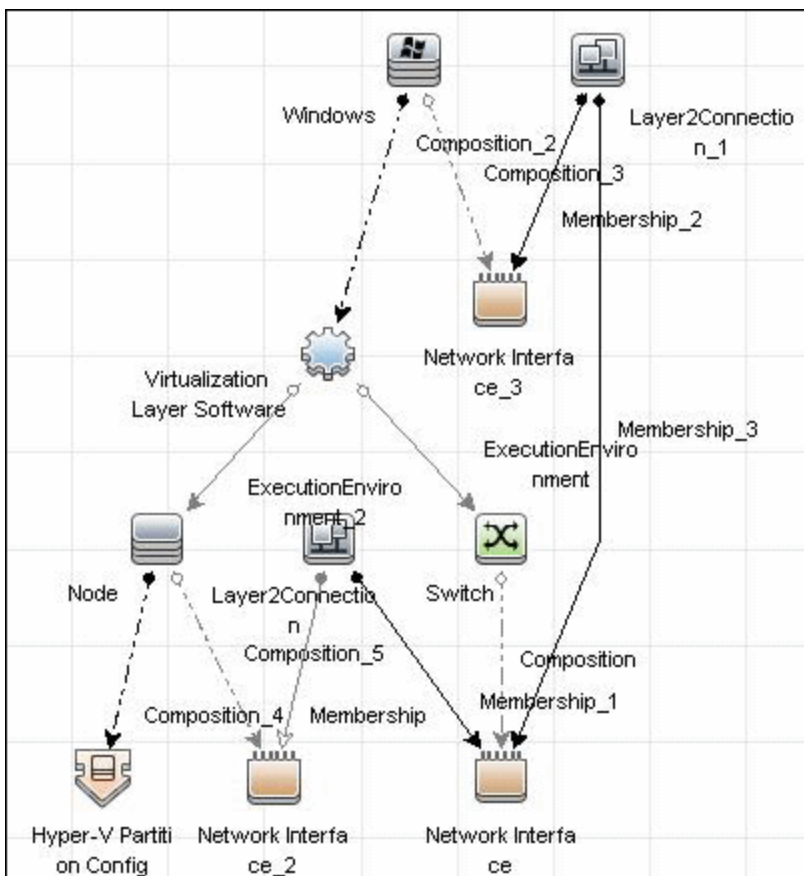 Windows
Layer2Connectio
n_1
Composition_2
Composition_3
Membership_2
Network Interfa
ce_3
Virtualization
Layer Software
Membership_3
ExecutionEnviro
nment
ExecutionEnviro
nment_2
Node
Layer2Connectio
n
Switch
Composition_5
Composition
Composition_4
Membership
Membership_1
Hyper-V Partiti
on Config
Network Interfa
ce_2
Network Interfa
ce